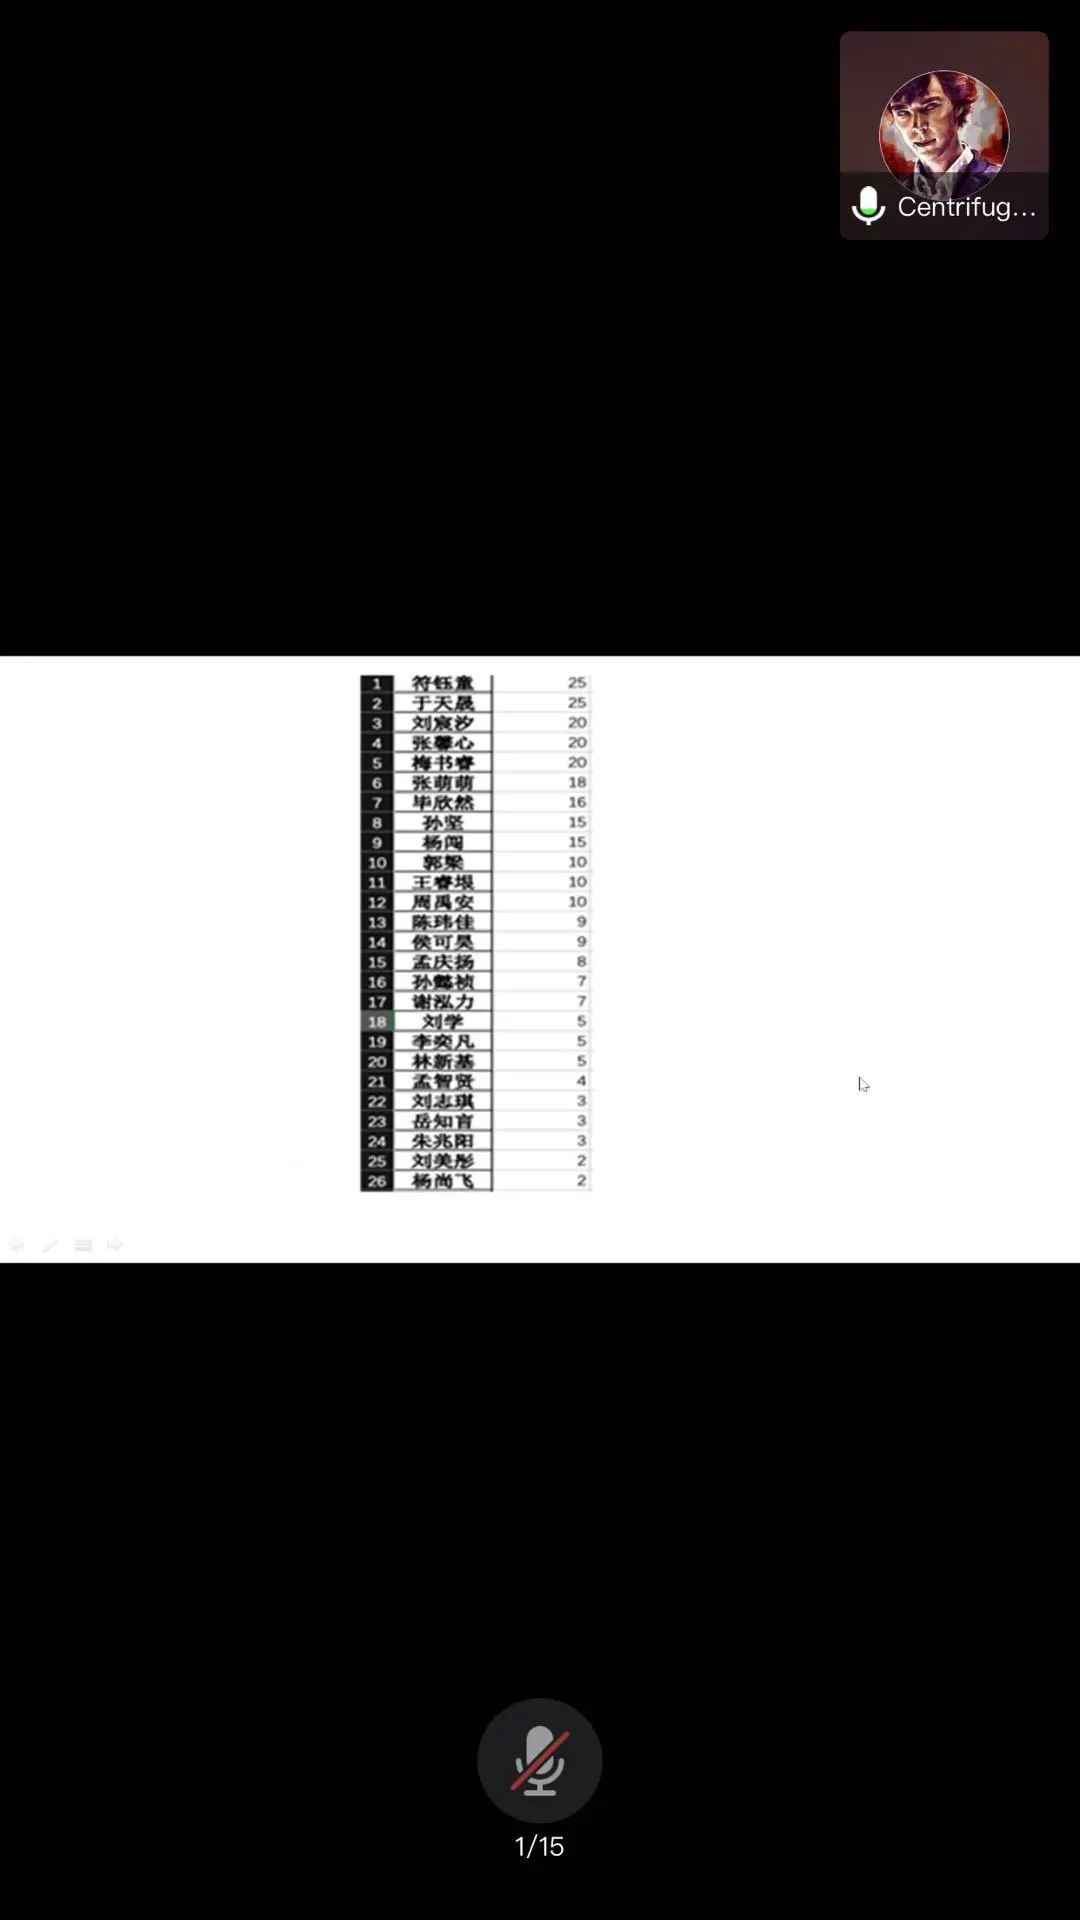 Centrifug...
1 符钰童 25
2 于天晟 25
3 刘宸汐 20
4 张馨心 20
5 梅书睿 20
6 张萌萌 18
7 毕欣然 16
8 孙坚 15
9 杨闯 15
10 郭梁 10
11 王睿垠 10
12 周禹安 10
13 陈玮佳 9
14 侯可昊 9
15 孟庆扬 8
16 孙懿祯 7
17 谢泓力 7
18 刘学 5
19 李奕凡 5
20 林新基 5
21 孟智贤 4
22 刘志琪 3
23 岳知言 3
24 朱兆阳 3
25 刘美彤 2
26 杨尚飞 2
1/15